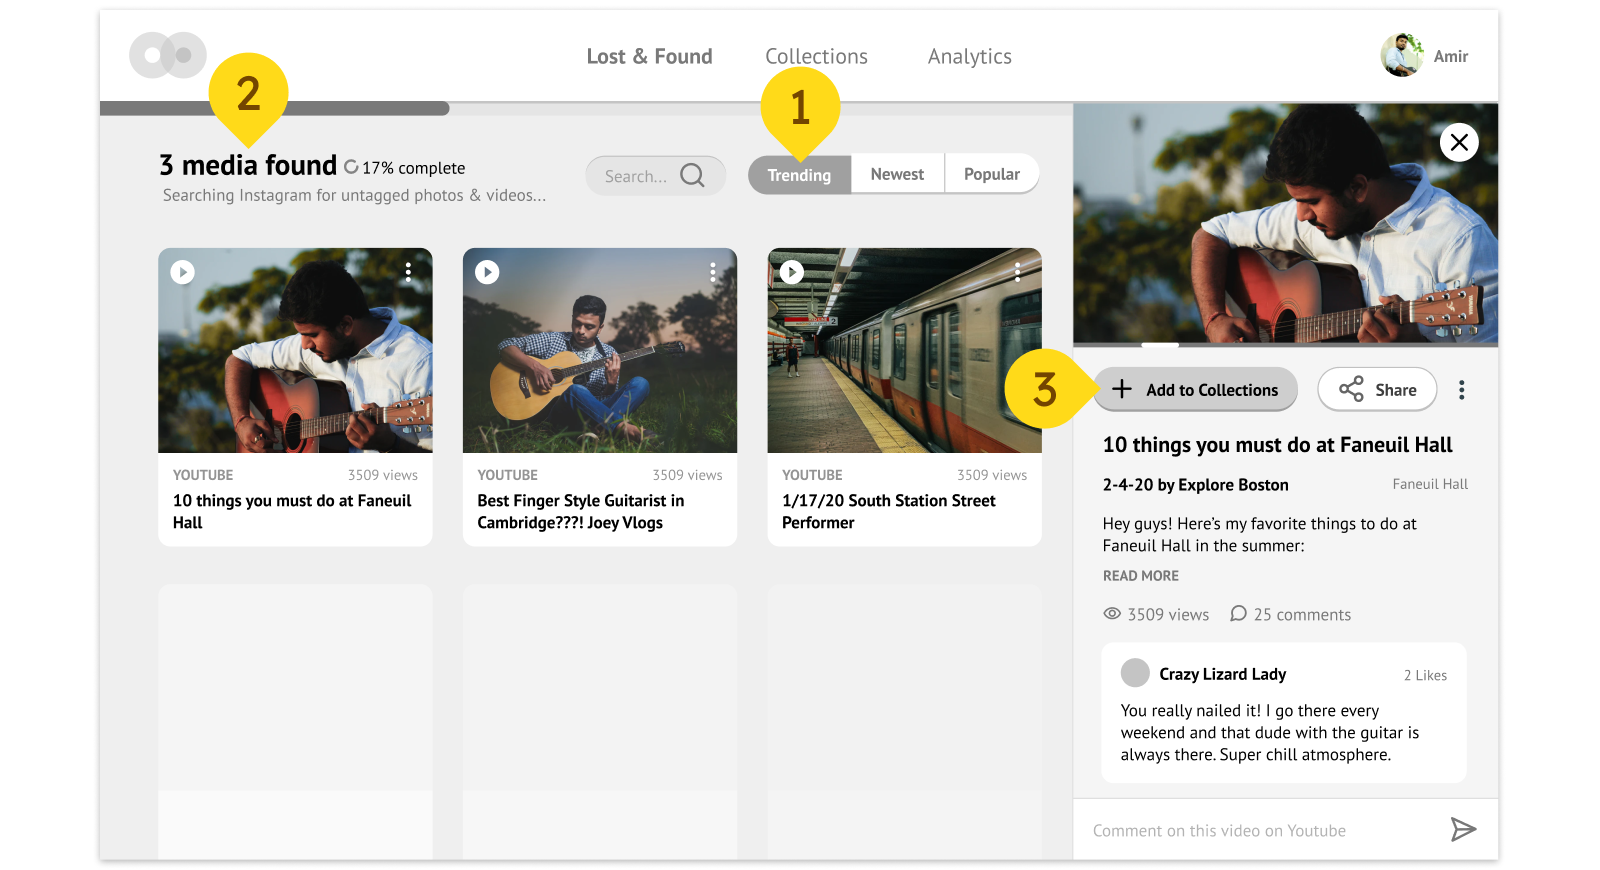 Lost & Found
Collections
Analytics
Amir
2
1
3 media found
17% complete
Searching Instagram for untagged photos & videos...
Search...
Trending
Newest
Popular
YOUTUBE
3509 views
10 things you must do at Faneuil
Hall
YOUTUBE
3509 views
Best Finger Style Guitarist in
Cambridge???! Joey Vlogs
YOUTUBE
3509 views
1/17/20 South Station Street
Performer
3
Add to Collections
Share
10 things you must do at Faneuil Hall
2-4-20 by Explore Boston
Faneuil Hall
Hey guys! Here's my favorite things to do at
Faneuil Hall in the summer:
READ MORE
3509 views
25 comments
Crazy Lizard Lady
2 Likes
You really nailed it! I go there every
weekend and that dude with the guitar is
always there. Super chill atmosphere.
Comment on this video on Youtube